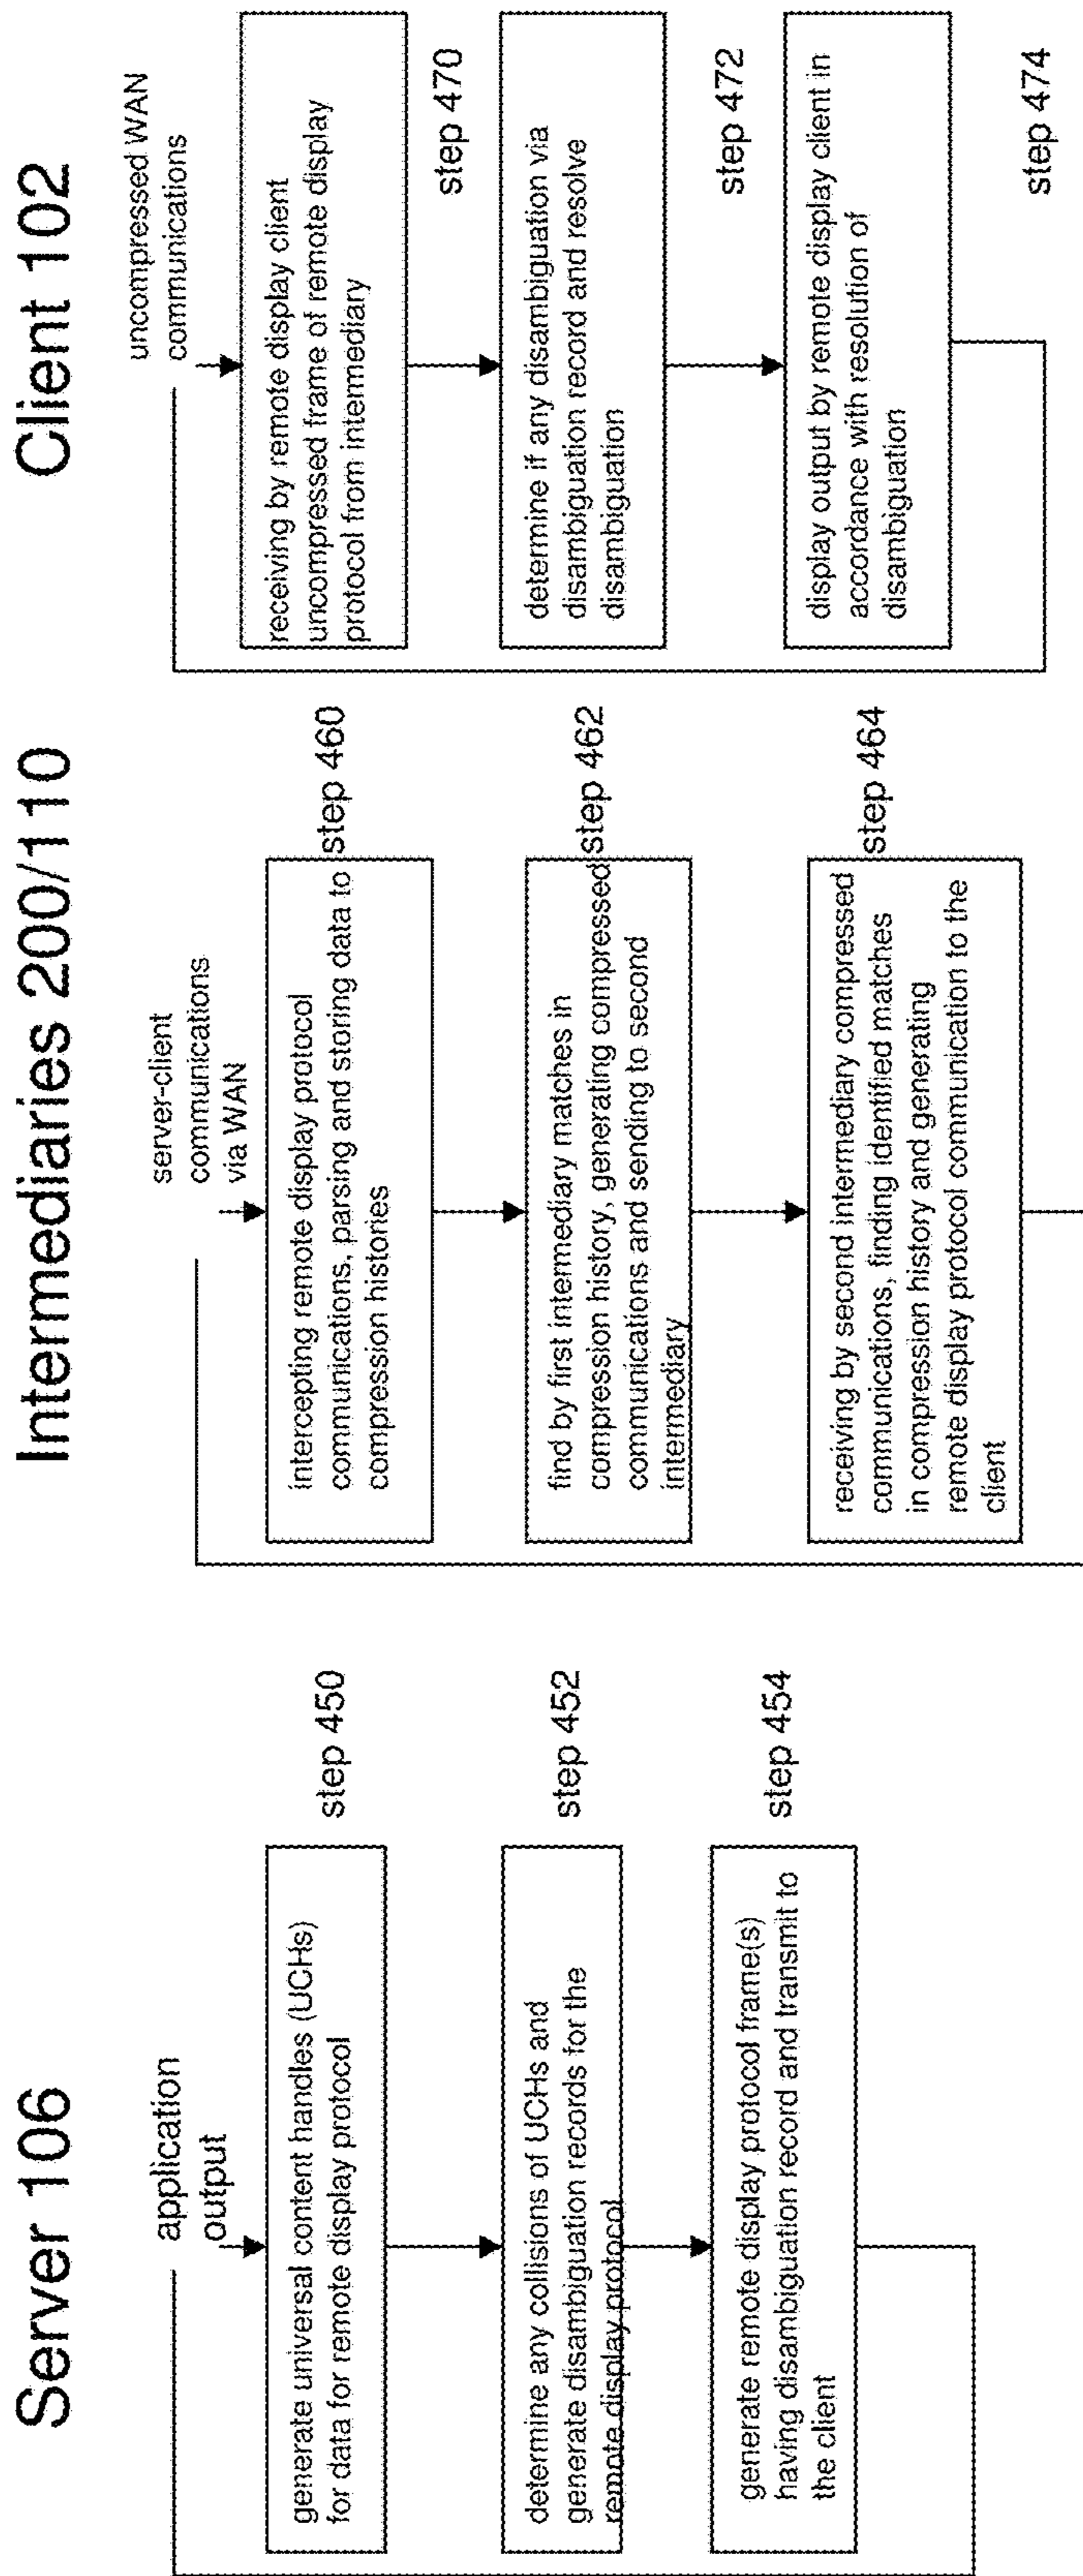 Server 106
application
output
generate universal content handles (UCHs)
for data for remote display protocol
step 450
determine any collisions of UCHs and
generate disambiguation records for the
remote display protocol
step 452
generate remote display protocol frame(s)
having disambiguation record and transmit to
the client
step 454
Intermediaries 200/110
server-client
communications
via WAN
intercepting remote display protocol
communications, parsing and storing data to
compression histories
step 460
find by first intermediary matches in
compression history, generating compressed
communications and sending to second
intermediary
step 462
receiving by second intermediary compressed
communications, finding identified matches
in compression history and generating
remote display protocol communication to the
client
step 464
Client 102
uncompressed WAN
communications
receiving by remote display client
uncompressed frame of remote display
protocol from intermediary
step 470
determine if any disambiguation via
disambiguation record and resolve
disambiguation
step 472
display output by remote display client in
accordance with resolution of
disambiguation
step 474